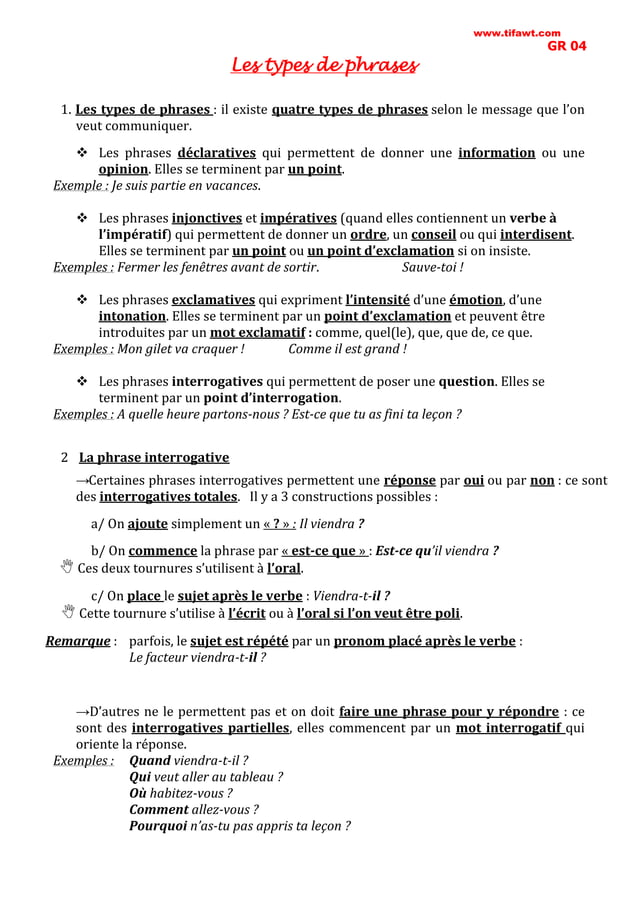 www.tifawt.com
GR 04
Les types de phrases
1. Les types de phrases : il existe quatre types de phrases selon le message que l’on
veut communiquer.
❖ Les phrases déclaratives qui permettent de donner une information ou une
opinion. Elles se terminent par un point.
Exemple : Je suis partie en vacances.
❖ Les phrases injonctives et impératives (quand elles contiennent un verbe à
l’impératif) qui permettent de donner un ordre, un conseil ou qui interdisent.
Elles se terminent par un point ou un point d’exclamation si on insiste.
Exemples : Fermer les fenêtres avant de sortir. Sauve-toi !
❖ Les phrases exclamatives qui expriment l’intensité d’une émotion, d’une
intonation. Elles se terminent par un point d’exclamation et peuvent être
introduites par un mot exclamatif : comme, quel(le), que, que de, ce que.
Exemples : Mon gilet va craquer ! Comme il est grand !
❖ Les phrases interrogatives qui permettent de poser une question. Elles se
terminent par un point d’interrogation.
Exemples : A quelle heure partons-nous ? Est-ce que tu as fini ta leçon ?
2 La phrase interrogative
→Certaines phrases interrogatives permettent une réponse par oui ou par non : ce sont
des interrogatives totales. Il y a 3 constructions possibles :
a/ On ajoute simplement un « ? » : Il viendra ?
b/ On commence la phrase par « est-ce que » : Est-ce qu’il viendra ?
Ces deux tournures s’utilisent à l’oral.
c/ On place le sujet après le verbe : Viendra-t-il ?
Cette tournure s’utilise à l’écrit ou à l’oral si l’on veut être poli.
Remarque : parfois, le sujet est répété par un pronom placé après le verbe :
Le facteur viendra-t-il ?
→D’autres ne le permettent pas et on doit faire une phrase pour y répondre : ce
sont des interrogatives partielles, elles commencent par un mot interrogatif qui
oriente la réponse.
Exemples : Quand viendra-t-il ?
Qui veut aller au tableau ?
Où habitez-vous ?
Comment allez-vous ?
Pourquoi n’as-tu pas appris ta leçon ?